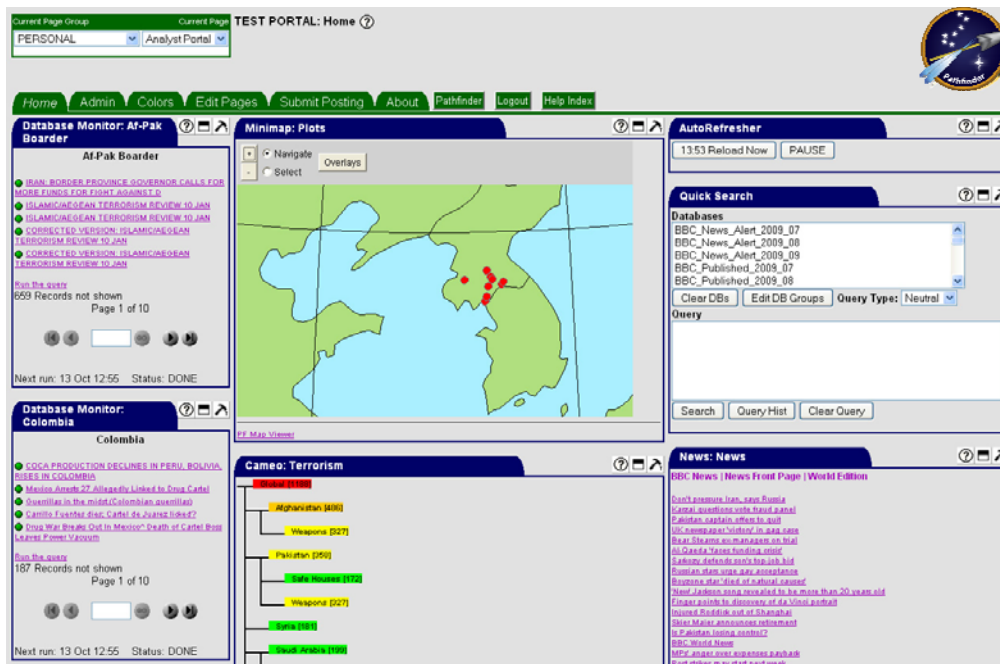 Current Page Group
Current Page
PERSONAL
Analyst Portal
TEST PORTAL: Home
Pathfinder
Home
Admin
Colors
Edit Pages
Submit Posting
About
Pathfinder
Logout
Help Index
Database Monitor: Af-Pak
Boarder
Af-Pak Boarder
IRAN: BORDER PROVINCE GOVERNOR CALLS FOR
MORE FUNDS FOR FIGHT AGAINST D
ISLAMIC/AEGEAN TERRORISM REVIEW 10 JAN
ISLAMIC/AEGEAN TERRORISM REVIEW 10 JAN
CORRECTED VERSION: ISLAMIC/AEGEAN
TERRORISM REVIEW 10 JAN
CORRECTED VERSION: ISLAMIC/AEGEAN
TERRORISM REVIEW 10 JAN
Run the query
659 Records not shown
Page 1 of 10
Next run: 13 Oct 12:55 Status: DONE
Database Monitor:
Colombia
Colombia
COCA PRODUCTION DECLINES IN PERU, BOLIVIA,
RISES IN COLOMBIA
Mexico Arrests 27 Allegedly Linked to Drug Cartel
Guerrillas in the midst:(Colombian guerrillas)
Carrillo Fuentes dies; Cartel de Juarez licked?
Drug War Breaks Out In Mexico^ Death of Cartel Boss
Leaves Power Vacuum
Run the query
187 Records not shown
Page 1 of 10
Next run: 13 Oct 12:55 Status: DONE
Minimap: Plots
+
-
Navigate
Select
Overlays
PF Map Viewer
Cameo: Terrorism
Global
Afghanistan [486]
Weapons [327]
Pakistan
Safe Houses [172]
Weapons [327]
Syria [181]
Saudi Arabia [199]
AutoRefresher
13:53 Reload Now
PAUSE
Quick Search
Databases
BBC_News_Alert_2009_07
BBC_News_Alert_2009_08
BBC_News_Alert_2009_09
BBC_Published_2009_07
BBC_Published_2009_08
Clear DBs
Edit DB Groups
Query Type:
Neutral
Query
Search
Query Hist
Clear Query
News: News
BBC News | News Front Page | World Edition
Don't pressure Iran, says Russia
Karzai questions vote fraud panel
Pakistan captain offers to quit
UK newspaper 'victory' in gag case
Bear Stearns ex-managers on trial
Al-Qaeda 'faces funding crisis'
Sarkozy defends son's top-job bid
Russian stars urge gay acceptance
Boyzone star 'died of natural causes'
'New' Jackson song revealed to be more than 20 years old
Finger points to discovery of da Vinci portrait
Injured Roddick out of Shanghai
Skier Maier announces retirement
Is Pakistan losing control?
BBC World News
MPs' anger over expenses payback
Post strikes may start next week